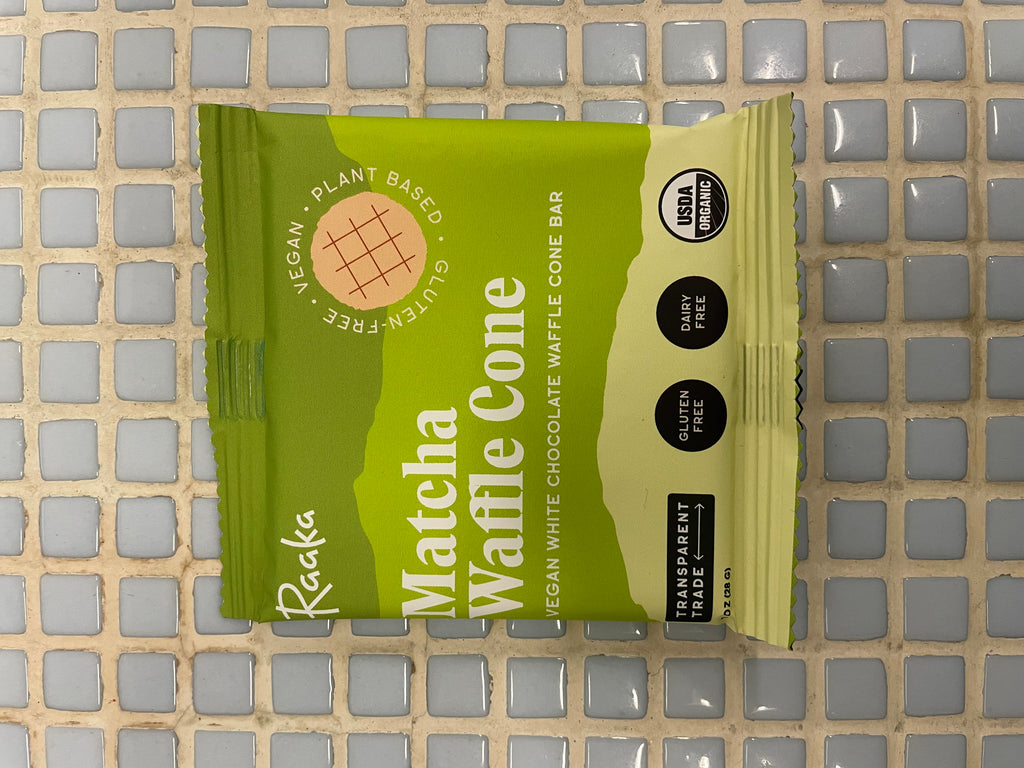 Raaka
• VEGAN • PLANT BASED • GLUTEN-FREE
Matcha
Waffle Cone
VEGAN WHITE CHOCOLATE WAFFLE CONE BAR
TRANSPARENT
TRADE
GLUTEN
FREE
DAIRY
FREE
USDA
ORGANIC
OZ (28 G)